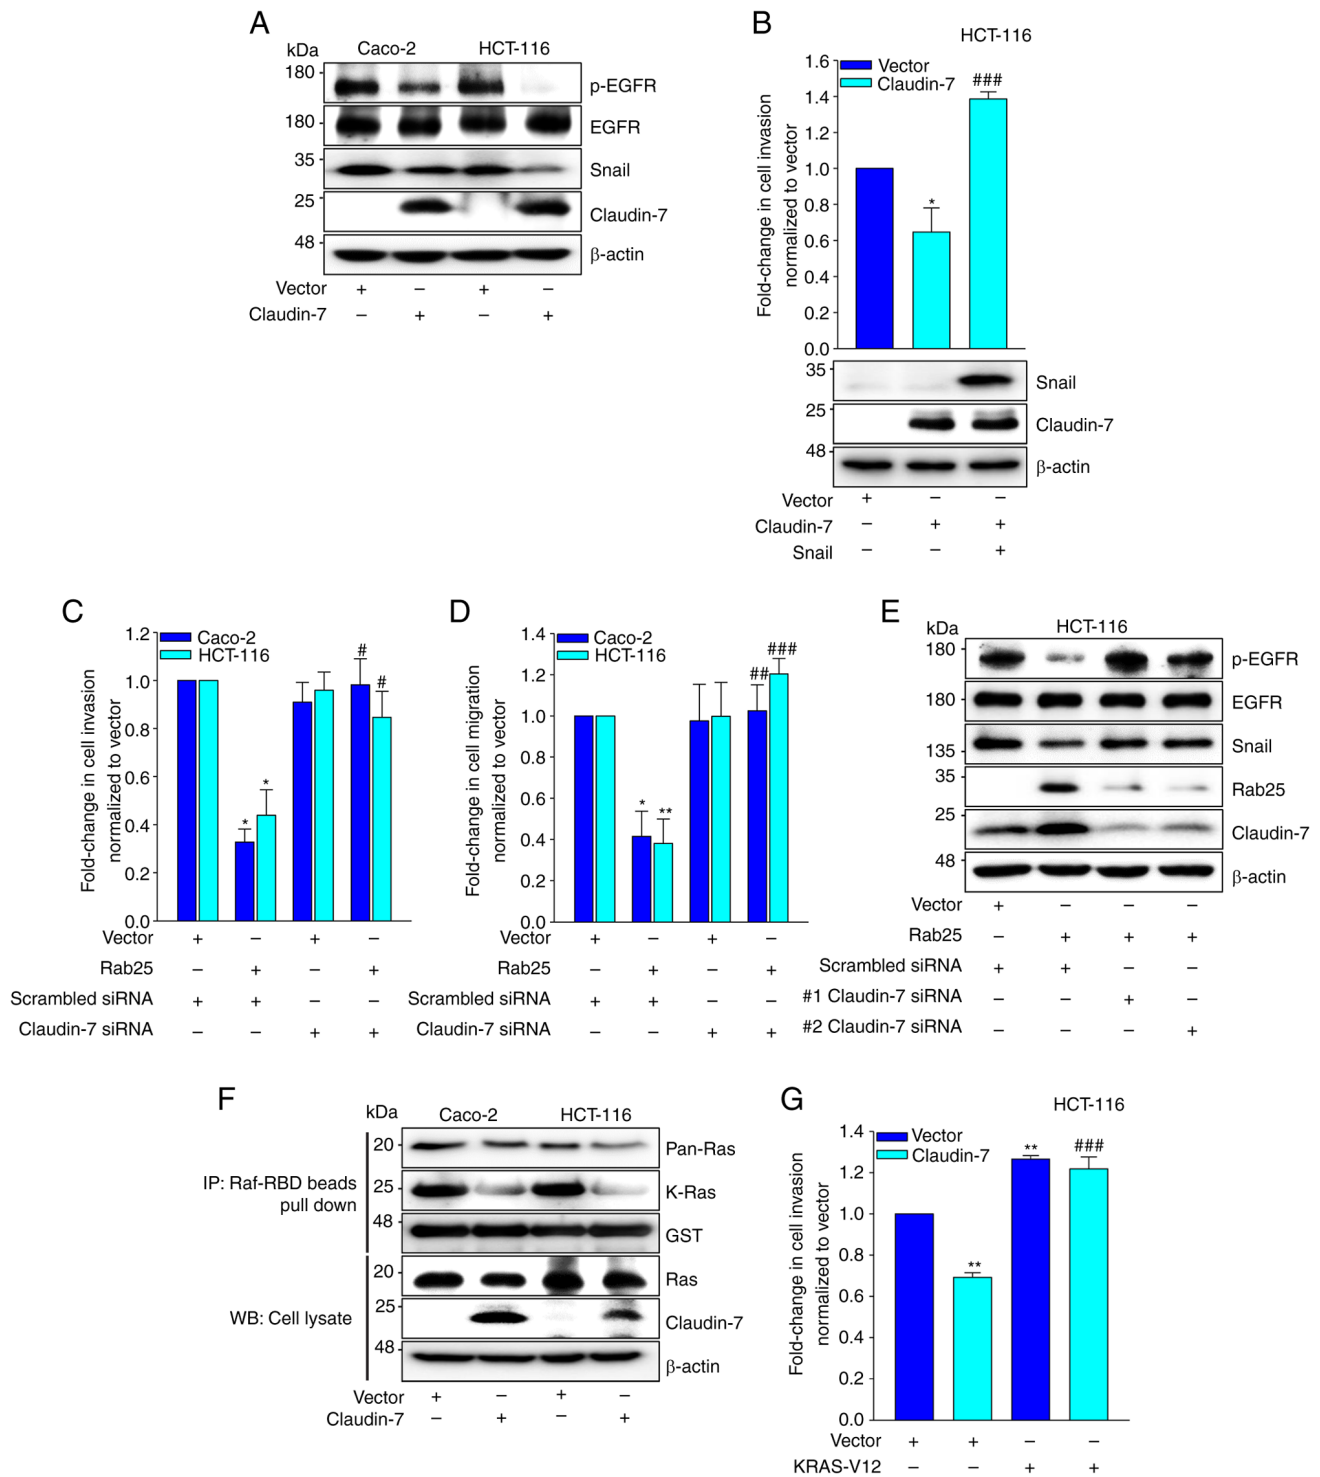 A
kDa Caco-2 HCT-116
180 p-EGFR
180 EGFR
35 Snail
25 Claudin-7
48 β-actin
Vector + − + −
Claudin-7 − + − +
B
HCT-116
Vector
Claudin-7
Fold-change in cell invasion
normalized to vector
1.6
1.4
1.2
1.0
0.8
0.6
0.4
0.2
0.0
*
###
35 Snail
25 Claudin-7
48 β-actin
Vector + − −
Claudin-7 − + +
Snail − − +
C
Caco-2
HCT-116
Fold-change in cell invasion
normalized to vector
1.2
1.0
0.8
0.6
0.4
0.2
0.0
* * # #
Vector + − + −
Rab25 − + − +
Scrambled siRNA + + − −
Claudin-7 siRNA − − + +
D
Caco-2
HCT-116
Fold-change in cell migration
normalized to vector
1.4
1.2
1.0
0.8
0.6
0.4
0.2
0.0
* ** ## ###
Vector + − + −
Rab25 − + − +
Scrambled siRNA + + − −
Claudin-7 siRNA − − + +
E
kDa HCT-116
180 p-EGFR
180 EGFR
135 Snail
35 Rab25
25 Claudin-7
48 β-actin
Vector + − − −
Rab25 − + + +
Scrambled siRNA + + − −
#1 Claudin-7 siRNA − − + −
#2 Claudin-7 siRNA − − − +
F
kDa Caco-2 HCT-116
IP: Raf-RBD beads
pull down
20 Pan-Ras
25 K-Ras
48 GST
WB: Cell lysate
20 Ras
25 Claudin-7
48 β-actin
Vector + − + −
Claudin-7 − + − +
G
HCT-116
Vector
Claudin-7
Fold-change in cell invasion
normalized to vector
1.4
1.2
1.0
0.8
0.6
0.4
0.2
0.0
** ** ###
Vector + + − −
KRAS-V12 − − + +